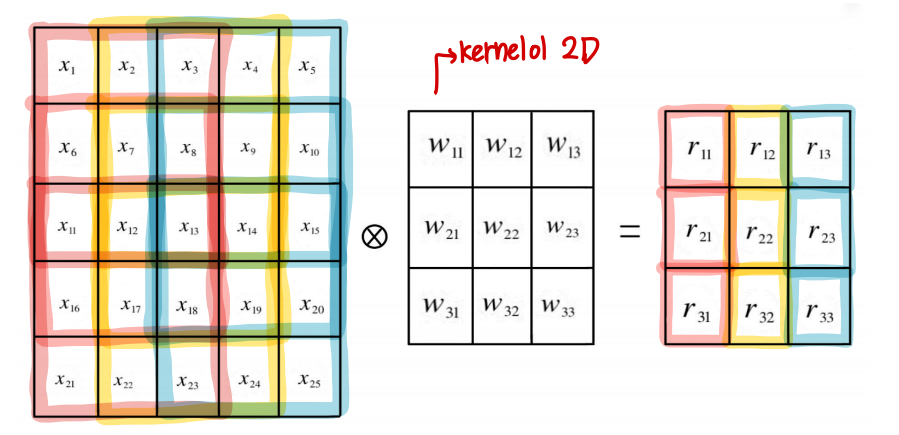 kernelol 2D
x₁ x₂ x₃ x₄ x₅
x₆ x₇ x₈ x₉ x₁₀
x₁₁ x₁₂ x₁₃ x₁₄ x₁₅
x₁₆ x₁₇ x₁₈ x₁₉ x₂₀
x₂₁ x₂₂ x₂₃ x₂₄ x₂₅
⊗
w₁₁ w₁₂ w₁₃
w₂₁ w₂₂ w₂₃
w₃₁ w₃₂ w₃₃
=
r₁₁ r₁₂ r₁₃
r₂₁ r₂₂ r₂₃
r₃₁ r₃₂ r₃₃